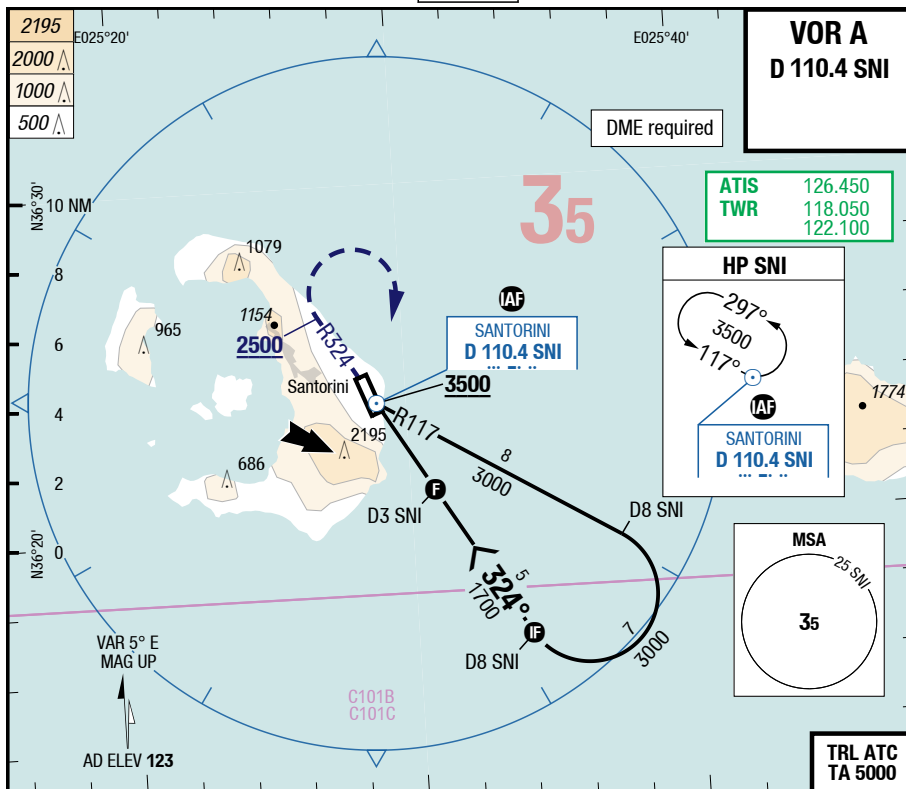 2195
2000
1000
500
E025°20'
E025°40'
VOR A
D 110.4 SNI
DME required
ATIS 126.450
TWR 118.050
122.100
35
N36°30'
10 NM
8
6
4
2
0
N36°20'
1079
1154
965
2500
R324
Santorini
IAF
SANTORINI
D 110.4 SNI
3500
R117
8
3000
2195
686
D3 SNI
F
D8 SNI
5
324°
1700
IF
D8 SNI
7
3000
HP SNI
297°
3500
117°
IAF
SANTORINI
D 110.4 SNI
1774
MSA
25 SNI
35
VAR 5° E
MAG UP
AD ELEV 123
C101B
C101C
TRL ATC
TA 5000